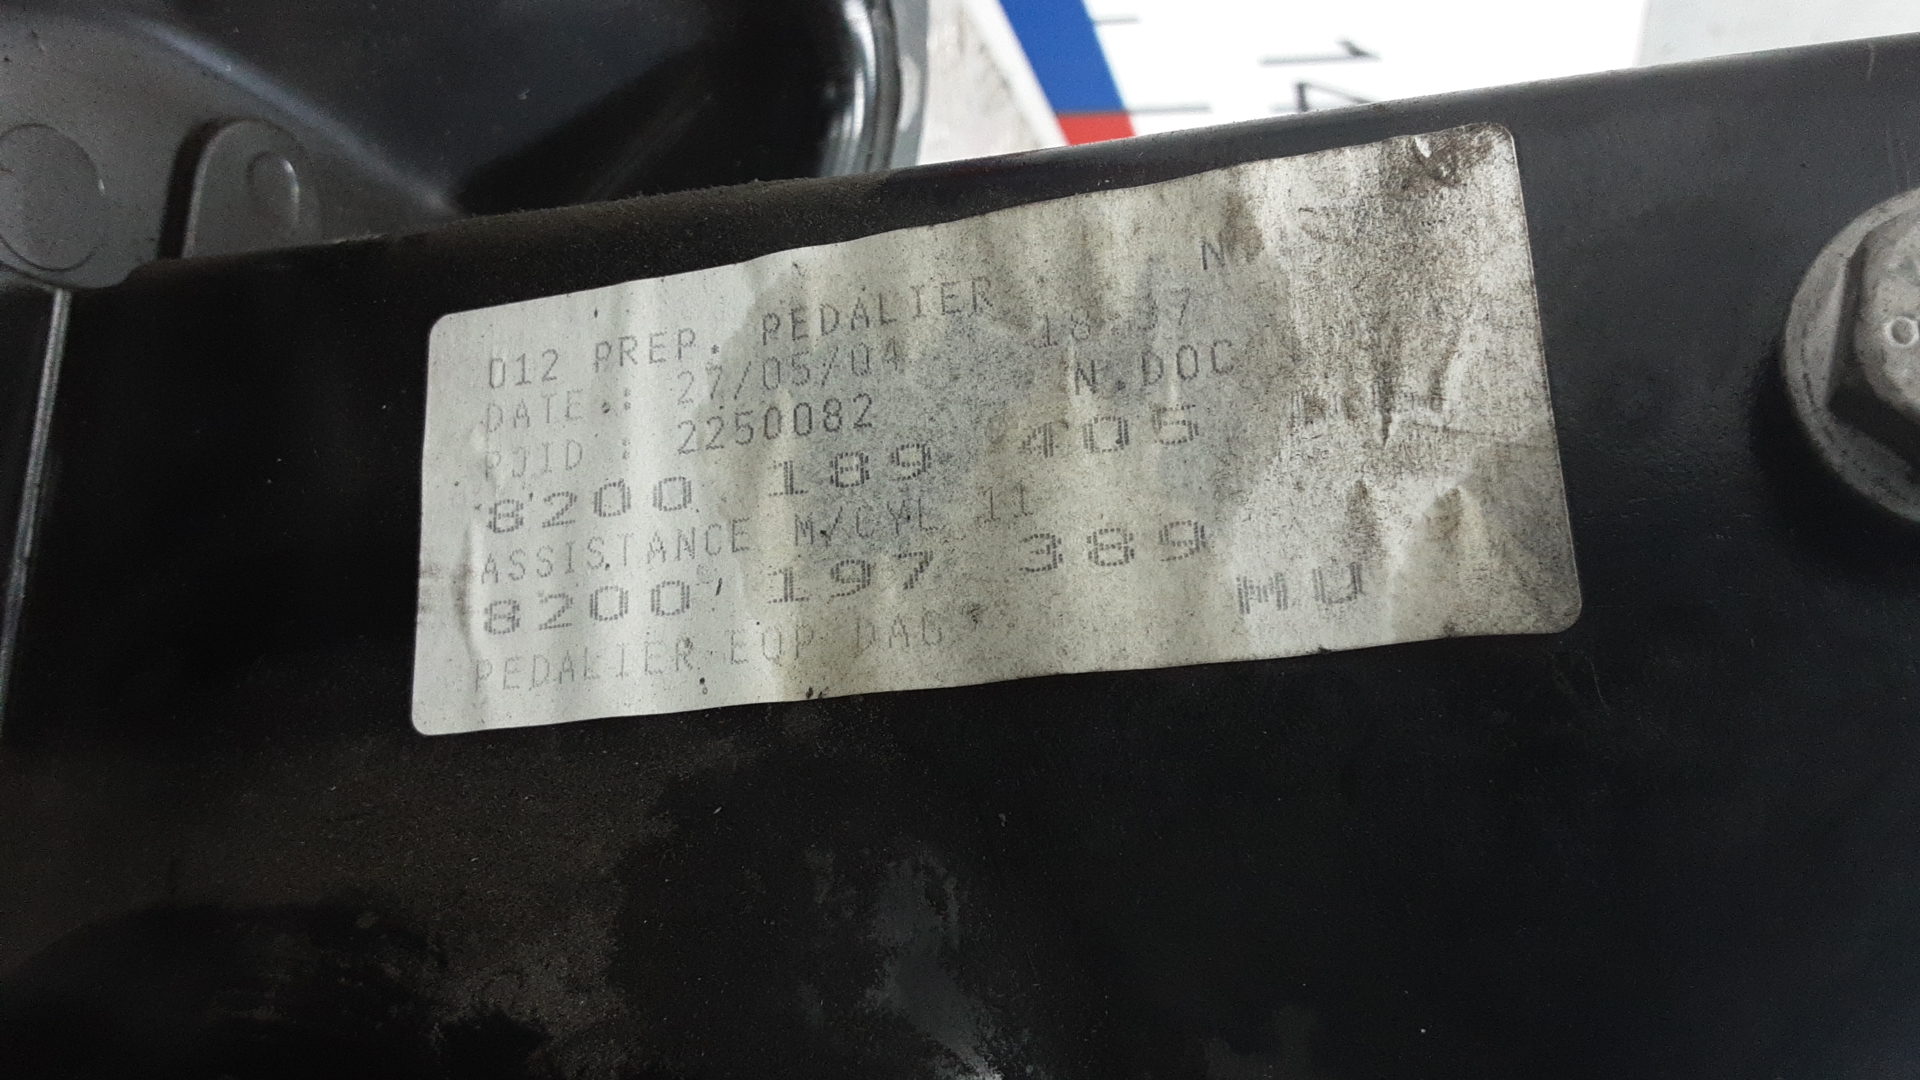 N
012 PREP. PEDALIER
DATE : 27/05/04
PJID : 2250082 N.DOC
8200 189 405
ASSISTANCE M/CYL 11
8200 197 389 MU
PEDALIER EQP DAG